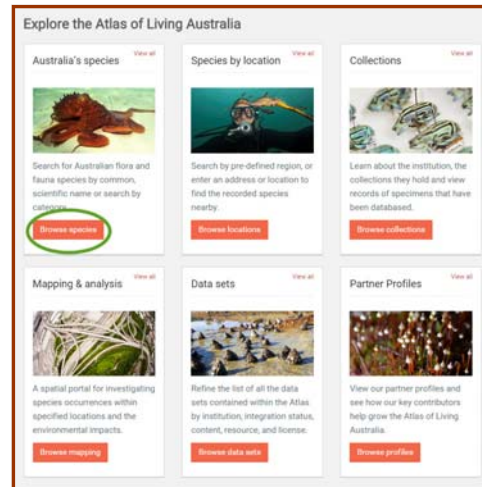 Explore the Atlas of Living Australia
Australia's species View all
Search for Australian flora and
fauna species by common,
scientific name or search by
category.
Browse species
Species by location View all
Search by pre-defined region, or
enter an address or location to
find the recorded species
nearby.
Browse locations
Collections View all
Learn about the institution, the
collections they hold and view
records of specimens that have
been databased.
Browse collections
Mapping & analysis View all
A spatial portal for investigating
species occurrences within
specified locations and the
environmental impacts.
Browse mapping
Data sets View all
Refine the list of all the data
sets contained within the Atlas
by institution, integration status,
content, resource, and license.
Browse data sets
Partner Profiles View all
View our partner profiles and
see how our key contributors
help grow the Atlas of Living
Australia.
Browse profiles